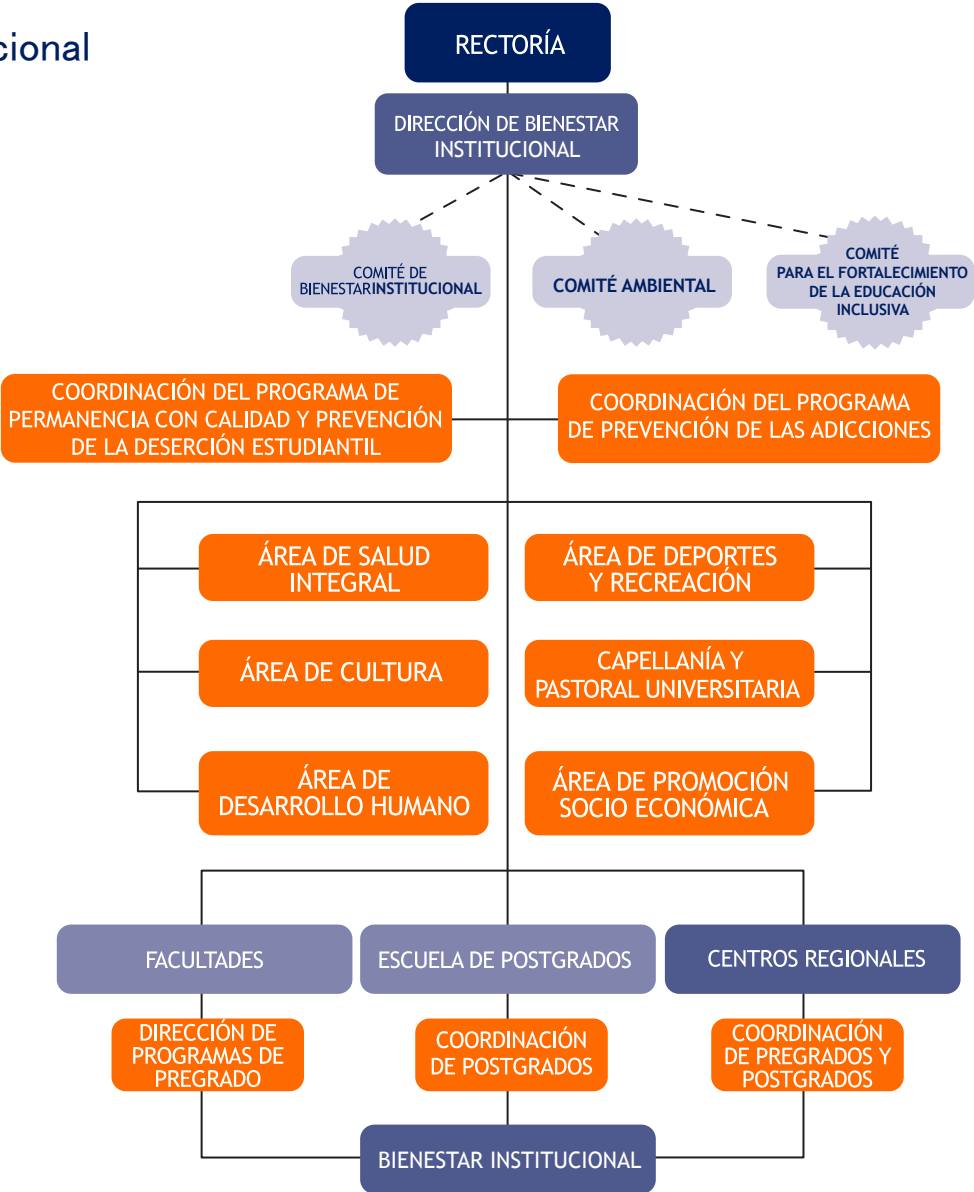 cional
RECTORÍA
DIRECCIÓN DE BIENESTAR
INSTITUCIONAL
COMITÉ DE
BIENESTARINSTITUCIONAL
COMITÉ AMBIENTAL
COMITÉ
PARA EL FORTALECIMIENTO
DE LA EDUCACIÓN
INCLUSIVA
COORDINACIÓN DEL PROGRAMA DE
PERMANENCIA CON CALIDAD Y PREVENCIÓN
DE LA DESERCIÓN ESTUDIANTIL
COORDINACIÓN DEL PROGRAMA
DE PREVENCIÓN DE LAS ADICCIONES
ÁREA DE SALUD
INTEGRAL
ÁREA DE DEPORTES
Y RECREACIÓN
ÁREA DE CULTURA
CAPELLANÍA Y
PASTORAL UNIVERSITARIA
ÁREA DE
DESARROLLO HUMANO
ÁREA DE PROMOCIÓN
SOCIO ECONÓMICA
FACULTADES
ESCUELA DE POSTGRADOS
CENTROS REGIONALES
DIRECCIÓN DE
PROGRAMAS DE
PREGRADO
COORDINACIÓN
DE POSTGRADOS
COORDINACIÓN
DE PREGRADOS Y
POSTGRADOS
BIENESTAR INSTITUCIONAL